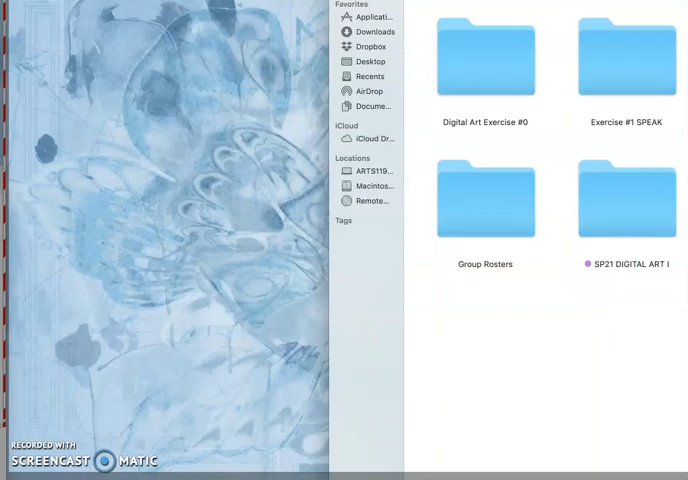 Favorites
Applicati...
Downloads
Dropbox
Desktop
Recents
AirDrop
Docume...
iCloud
iCloud Dr...
Locations
ARTS119...
Macintos...
Remote...
Tags
Digital Art Exercise #0
Exercise #1 SPEAK
Group Rosters
SP21 DIGITAL ART I
RECORDED WITH
SCREENCAST MATIC